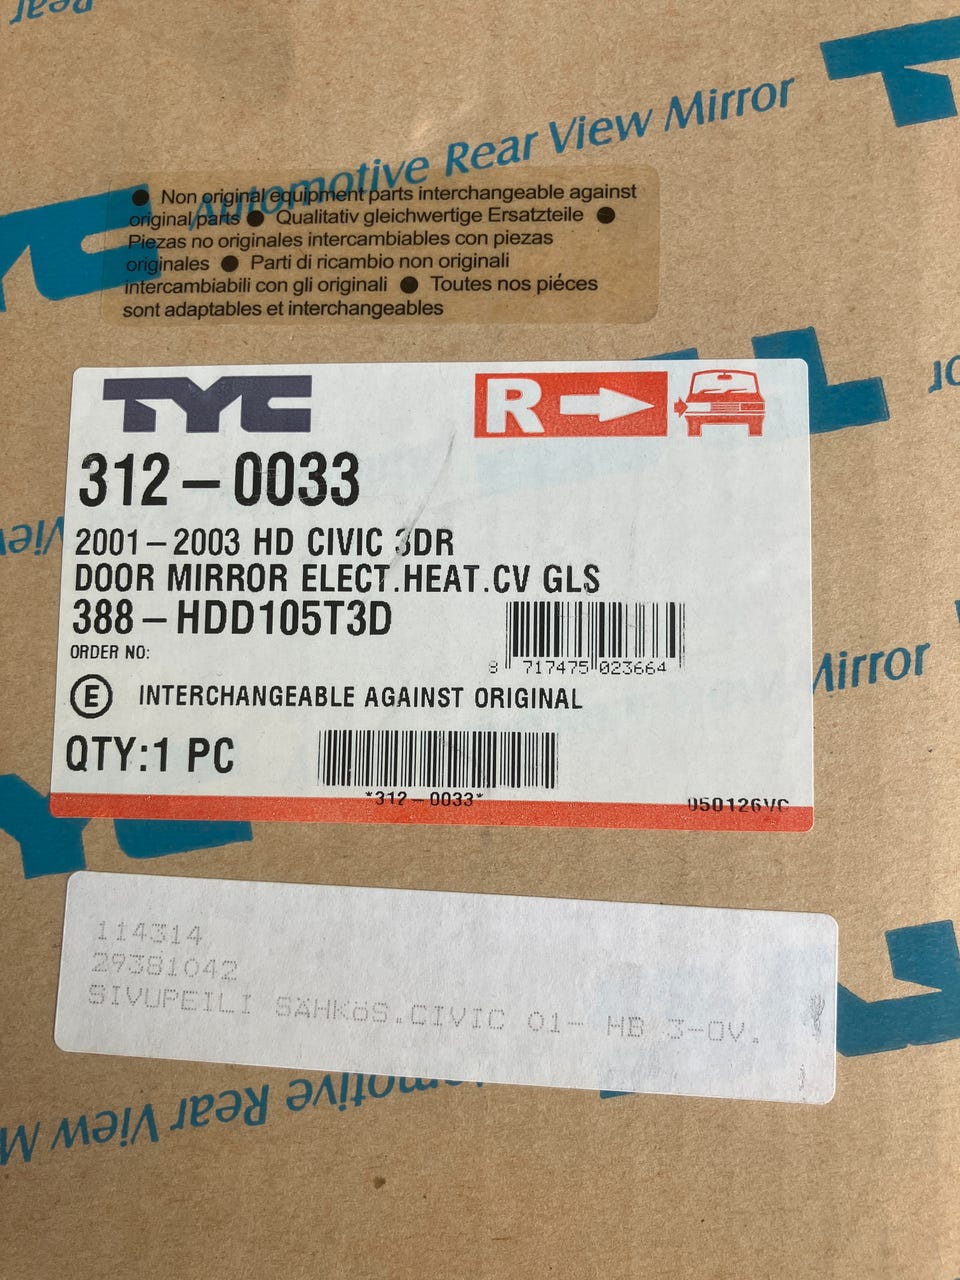 Rear
Automotive Rear View Mirror
● Non original equipment parts interchangeable against
original parts ● Qualitativ gleichwertige Ersatzteile ●
Piezas no originales intercambiables con piezas
originales ● Parti di ricambio non originali
intercambiabili con gli originali ● Toutes nos piéces
sont adaptables et interchangeables
TYC
R
312-0033
2001-2003 HD CIVIC 3DR
DOOR MIRROR ELECT.HEAT.CV GLS
388-HDD105T3D
ORDER NO:
8 717475 023664
E INTERCHANGEABLE AGAINST ORIGINAL
Mirror
QTY:1 PC
*312-0033*
050126VC
114314
29381042
SIVUPEILI SÄHKÖS.CIVIC 01- HB 3-OV.
Automotive Rear View M